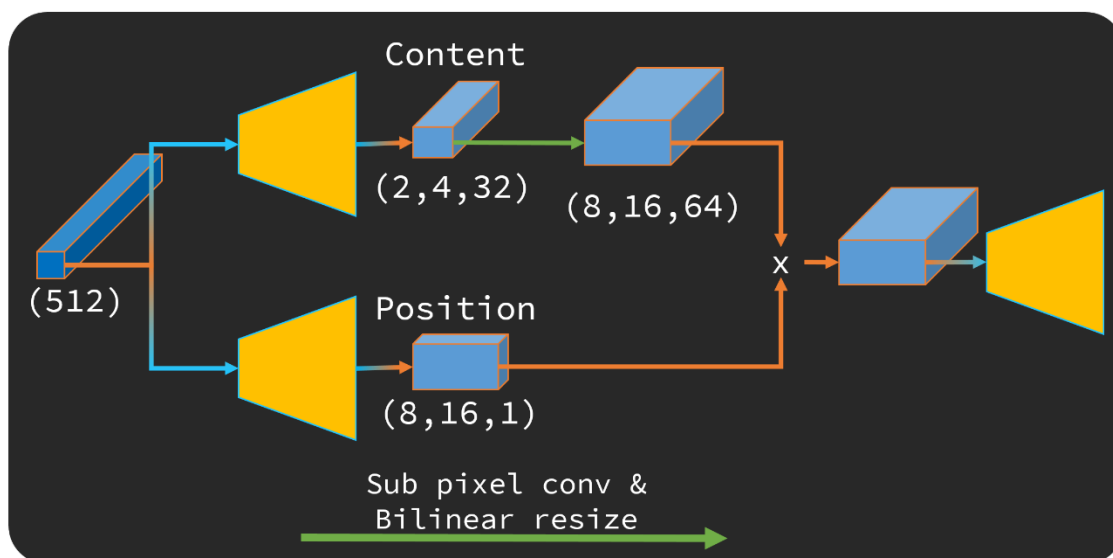 Content
(2,4,32)
(8,16,64)
(512)
x
Position
(8,16,1)
Sub pixel conv &
Bilinear resize